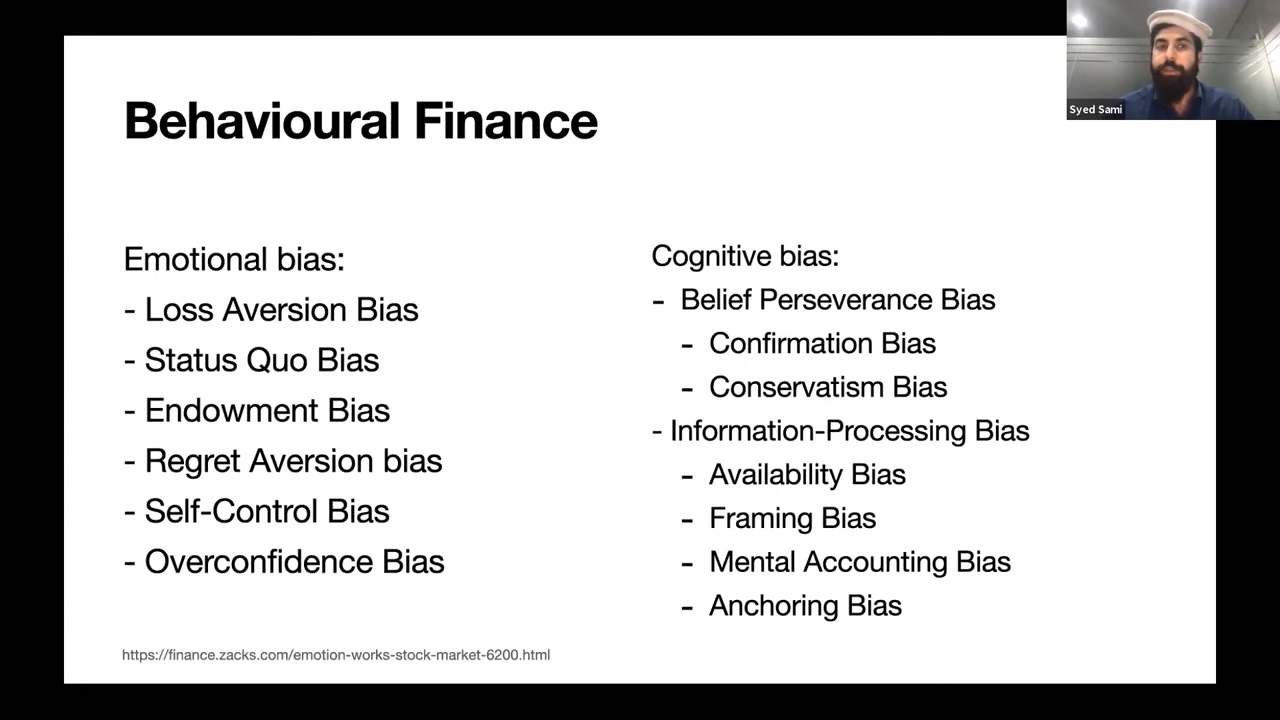 Syed Sami
Behavioural Finance
Emotional bias:
- Loss Aversion Bias
- Status Quo Bias
- Endowment Bias
- Regret Aversion bias
- Self-Control Bias
- Overconfidence Bias
Cognitive bias:
- Belief Perseverance Bias
- Confirmation Bias
- Conservatism Bias
- Information-Processing Bias
- Availability Bias
- Framing Bias
- Mental Accounting Bias
- Anchoring Bias
https://finance.zacks.com/emotion-works-stock-market-6200.html